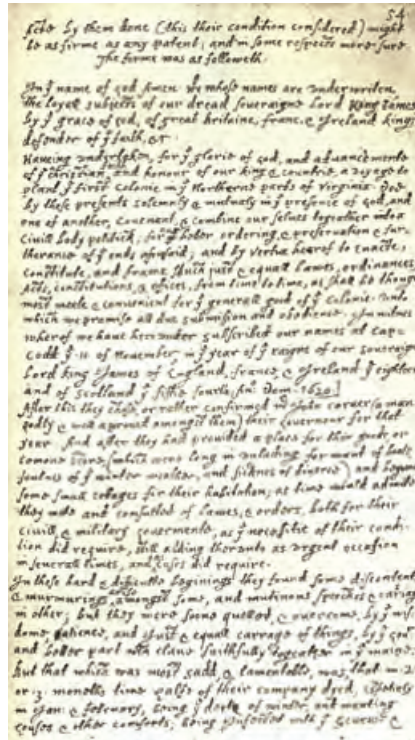 54.
shcte by them done (this their condition considered) might
be as firme as any patent; and in some respects more sure.
The forme was as followeth.
In yᵉ name of god Amen. We whose names are underwriten,
the loyall subjects of our dread soveraigne Lord King James
by yᵉ grace of god, of great Britaine, franc, & Ireland king,
defender of yᵉ faith, &c
Haveing undertaken, for yᵉ glorie of god, and advancemente
of yᵉ christian faith and honour of our king & countrie, a voyage to
plant yᵉ first colonie in yᵉ Northerne parts of Virginia. Doe
by these presents solemnly & mutualy in yᵉ presence of god, and
one of another, covenant, & combine our selves togeather into a
civill body politick; for our better ordering, & preservation & fur-
therance of yᵉ ends aforesaid; and by vertue hearof to enacte,
constitute, and frame such just & equall lawes, ordinances,
Acts, constitutions, & offices, from time to time, as shall be thought
most meete & convenient for yᵉ generall good of yᵉ colonie: unto
which we promise all due submission and obedience. In witnes
wherof we have hereunder subscribed our names at Cap-
Codd yᵉ .11. of November, in yᵉ year of yᵉ raigne of our soveraigne
Lord king James of England, franc, & Ireland yᵉ eighteenth
and of Scotland yᵉ fiftie fourth. Ano: Dom. 1620.
After this they chose, or rather confirmed mr John Carver (a man
godly & well approved amongst them) their Governour for that
year. And after they had provided a place for their goods, or
comone store, (which were long in unlading for want of boats,
foulnes of yᵉ winter weather, and sicknes of diverce) and begune
some small cottages for their habitation; as time would admitte
they mette and consulted of lawes, & orders, both for their
civill, & military Govermente, as yᵉ necessitie of their condi-
tion did require, still adding therunto as urgent occasion
in severall times, and as cases did require.
In these hard & difficulte beginings they found some discontents
& murmurings arise amongst some, and mutinous speeches & cariags
in other; but they were soone quelled, & overcome, by yᵉ wis-
dome, patience, and just & equall carrage of things, by yᵉ Gov
and better part wch clave faithfully togeather in yᵉ maine.
But that which was most sadd, & lamentable, was, that in .2.
or .3. moneths time halfe of their company dyed, espetialy
in Jan: & february, being yᵉ depth of winter, and wanting
houses & other comforts; being infected with yᵉ scurvie &